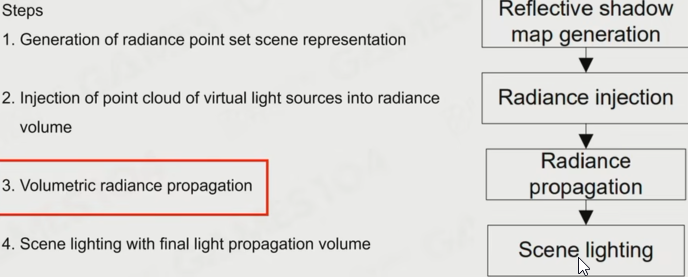 Steps
1. Generation of radiance point set scene representation
2. Injection of point cloud of virtual light sources into radiance
volume
3. Volumetric radiance propagation
4. Scene lighting with final light propagation volume
Reflective shadow
map generation
Radiance injection
Radiance
propagation
Scene lighting